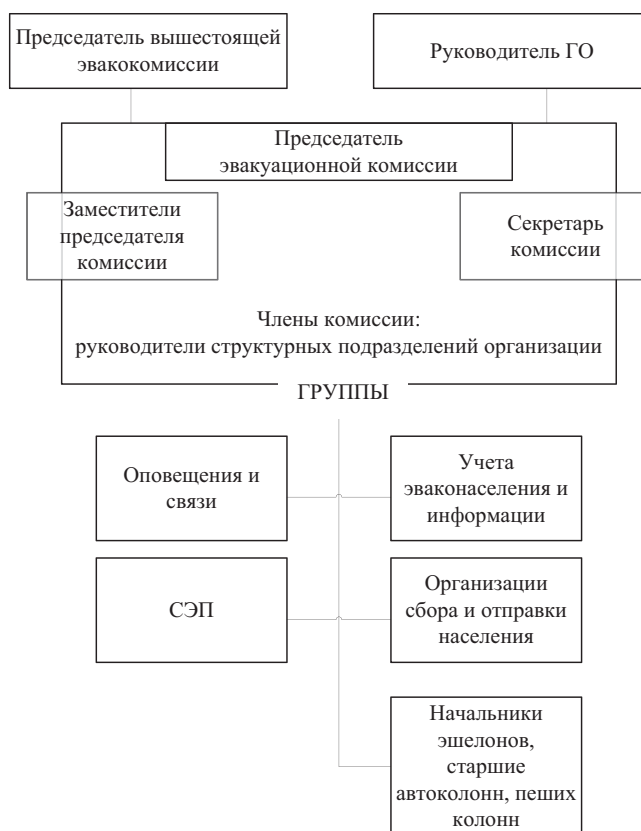 Председатель вышестоящей
эвакокомиссии
Руководитель ГО
Председатель
эвакуационной комиссии
Заместители
председателя
комиссии
Секретарь
комиссии
Члены комиссии:
руководители структурных подразделений организации
ГРУППЫ
Оповещения и
связи
Учета
эваконаселения и
информации
СЭП
Организации
сбора и отправки
населения
Начальники
эшелонов,
старшие
автоколонн, пеших
колонн